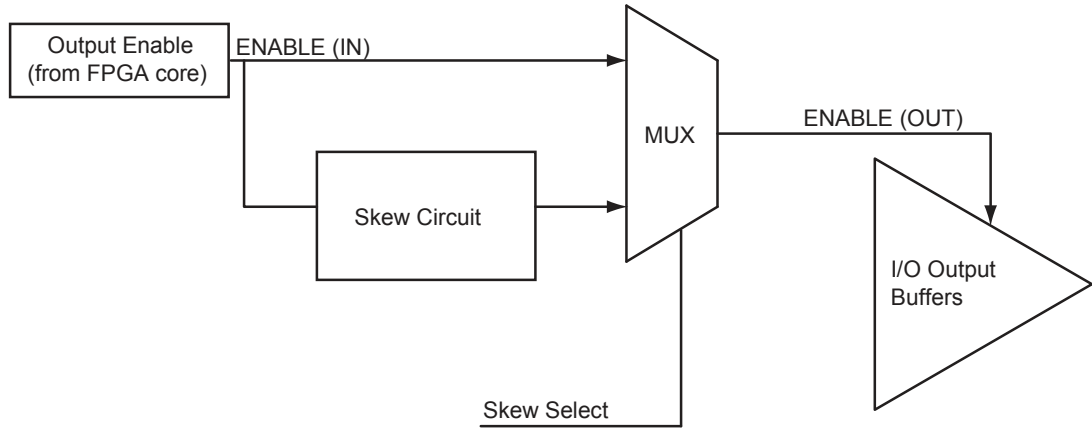 Output Enable
(from FPGA core)
ENABLE (IN)
MUX
ENABLE (OUT)
Skew Circuit
I/O Output
Buffers
Skew Select